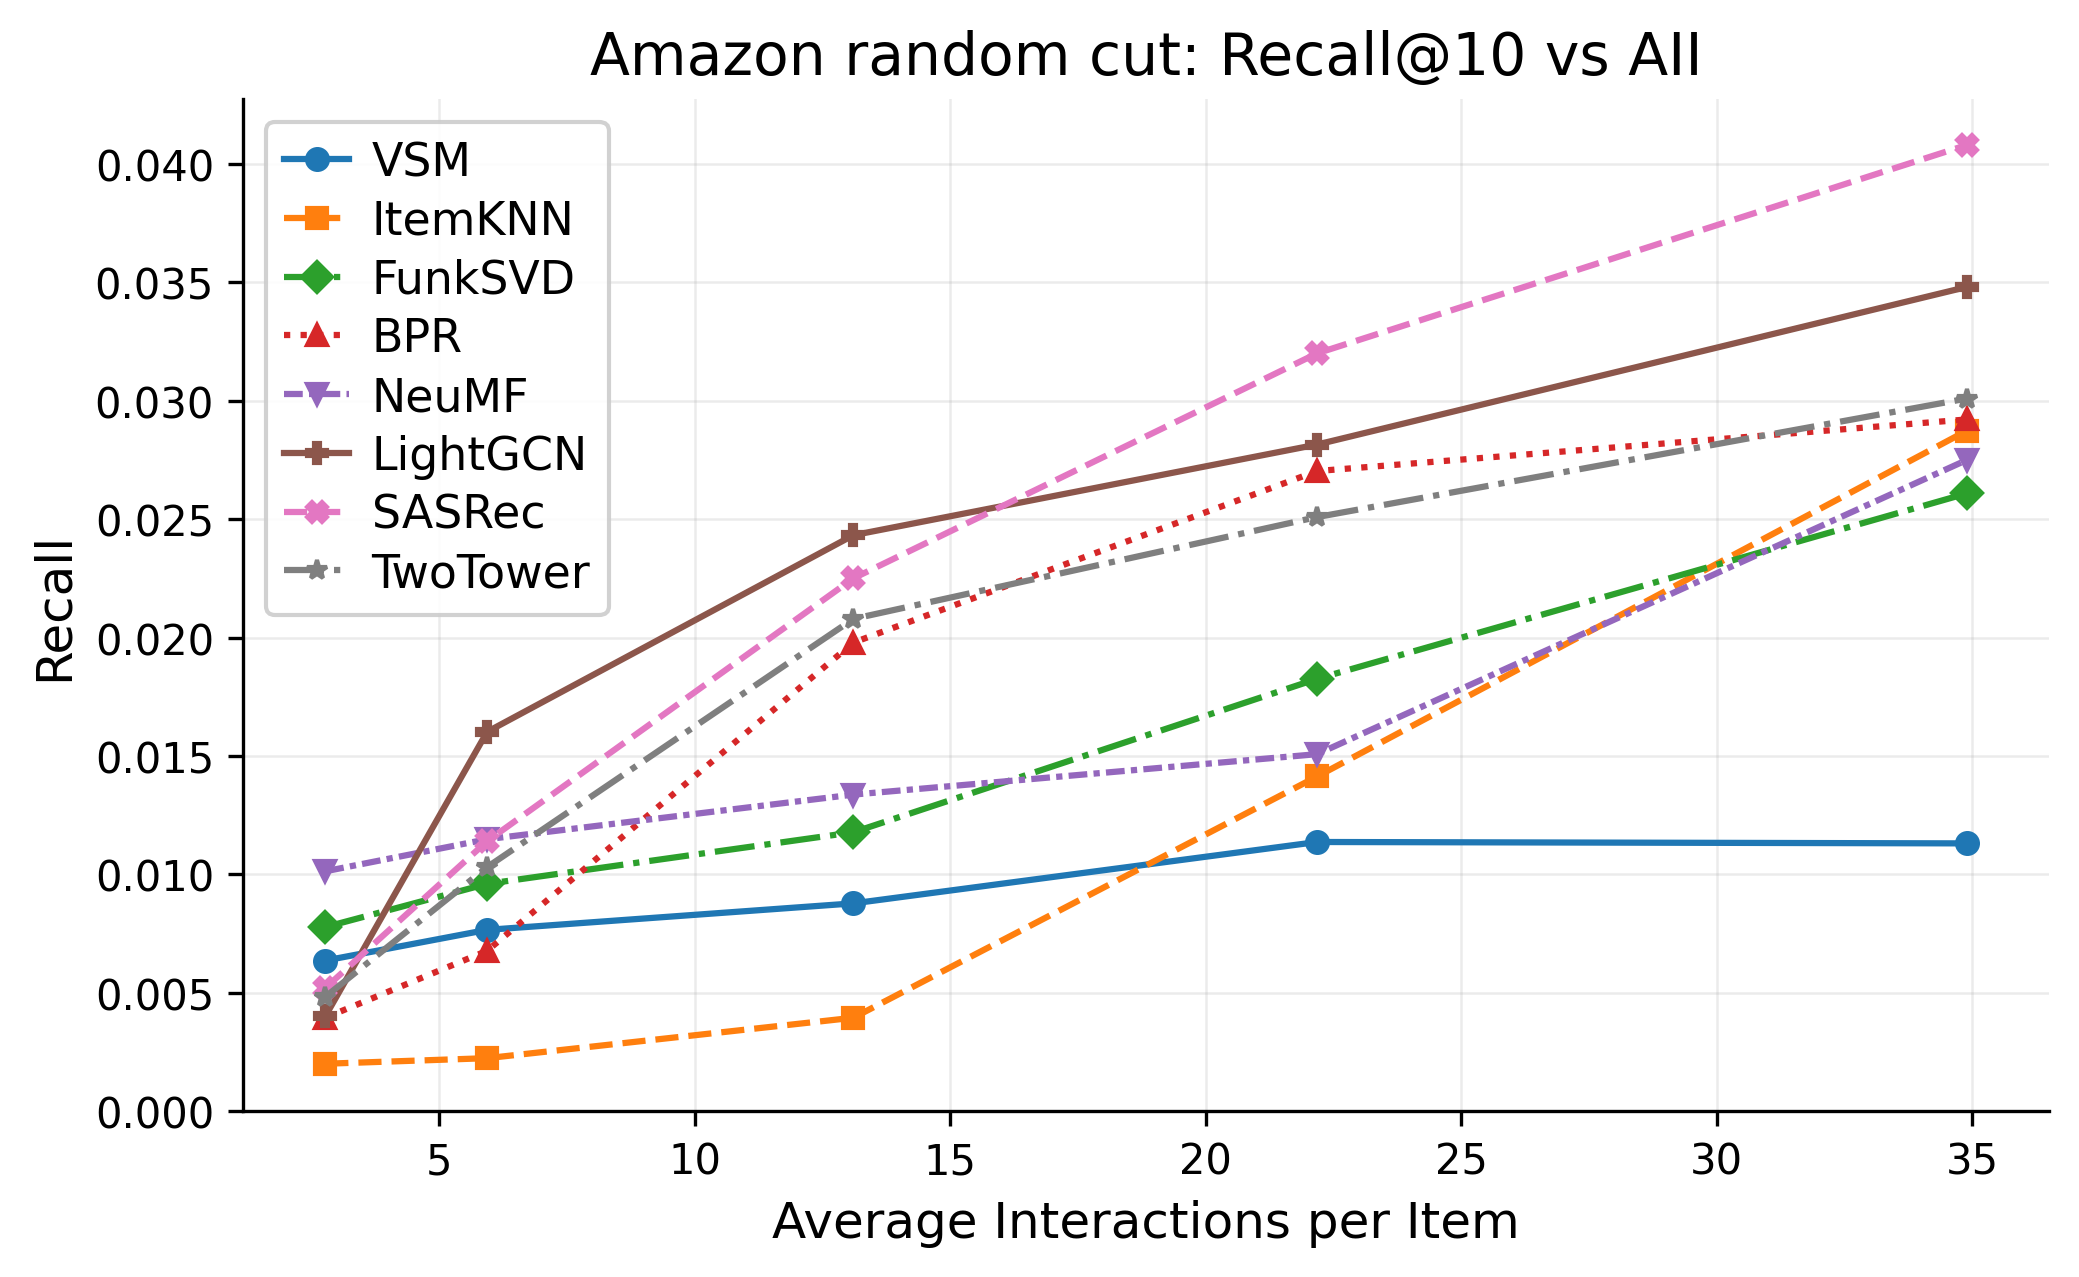 Amazon random cut: Recall@10 vs AII
VSM
ItemKNN
FunkSVD
BPR
NeuMF
LightGCN
SASRec
TwoTower
Recall
0.040
0.035
0.030
0.025
0.020
0.015
0.010
0.005
0.000
5 10 15 20 25 30 35
Average Interactions per Item